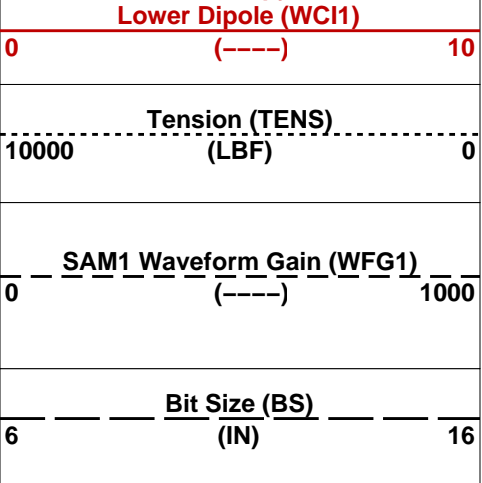 Lower Dipole (WCI1)
0 (----) 10
Tension (TENS)
10000 (LBF) 0
SAM1 Waveform Gain (WFG1)
0 (----) 1000
Bit Size (BS)
6 (IN) 16